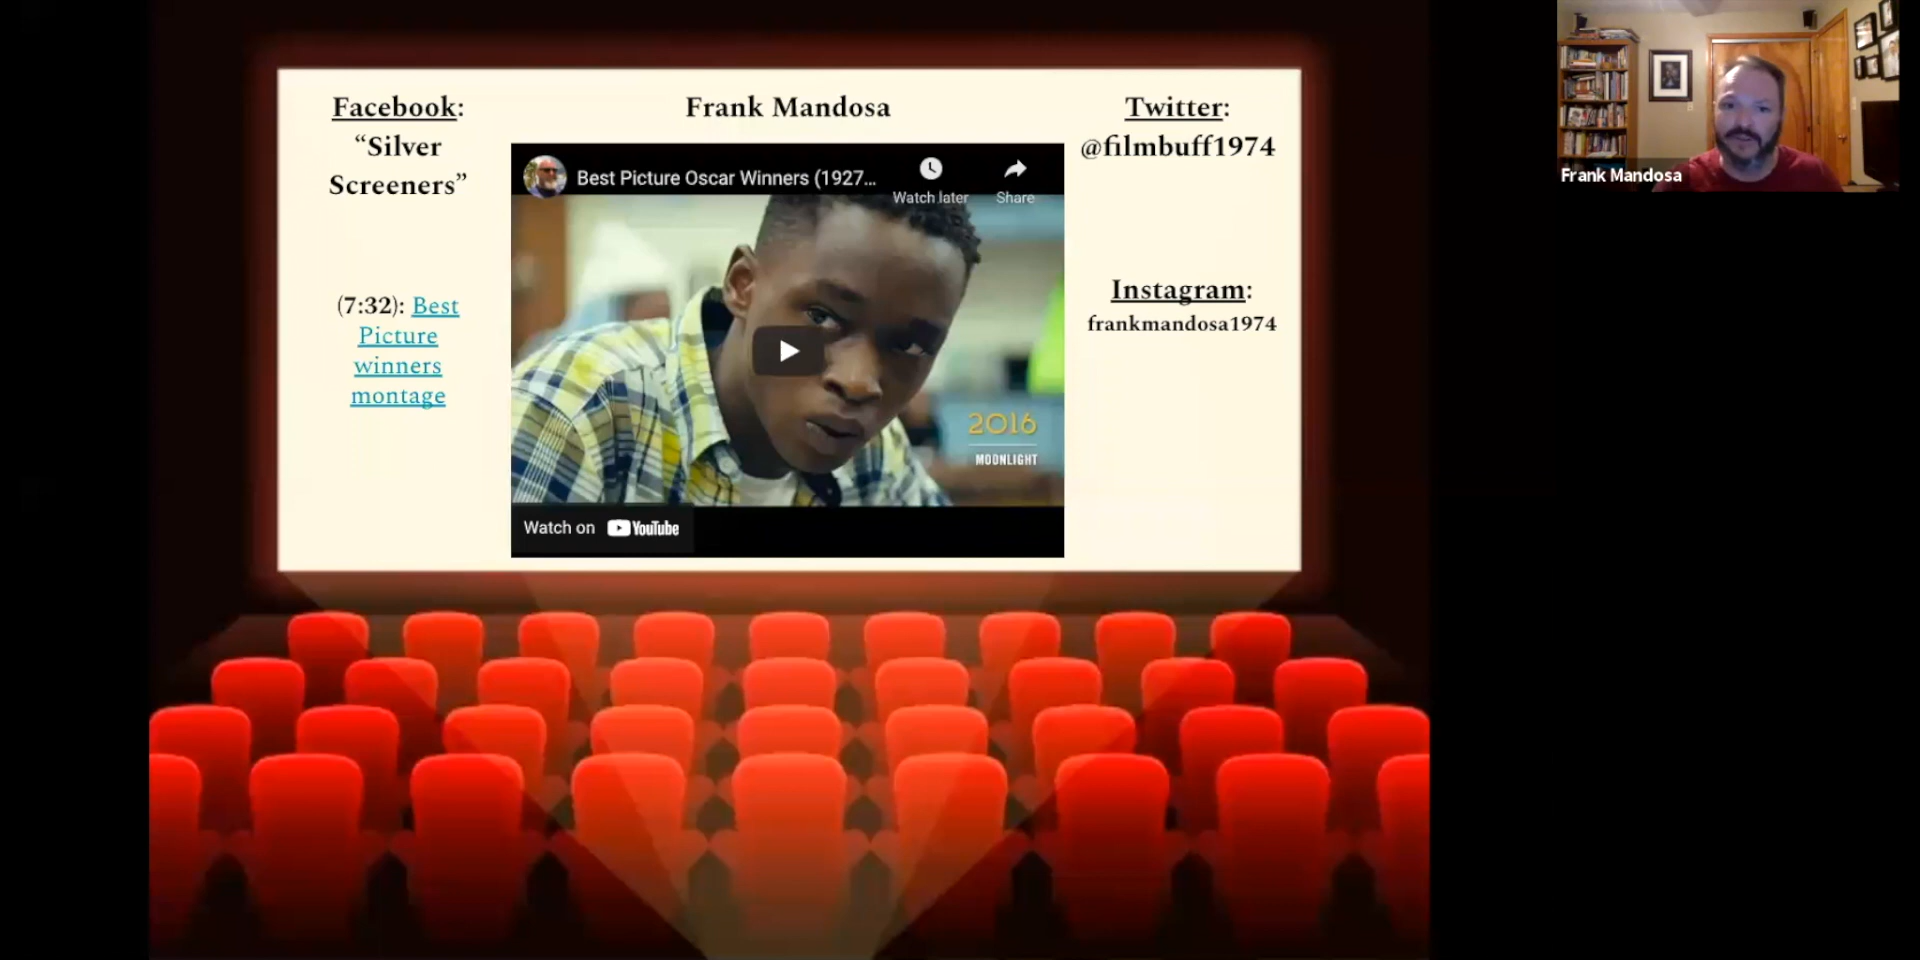 Facebook:
“Silver
Screeners”
(7:32): Best
Picture
winners
montage
Frank Mandosa
Best Picture Oscar Winners (1927...
Watch later
Share
2016
MOONLIGHT
Watch on YouTube
Twitter:
@filmbuff1974
Instagram:
frankmandosa1974
Frank Mandosa